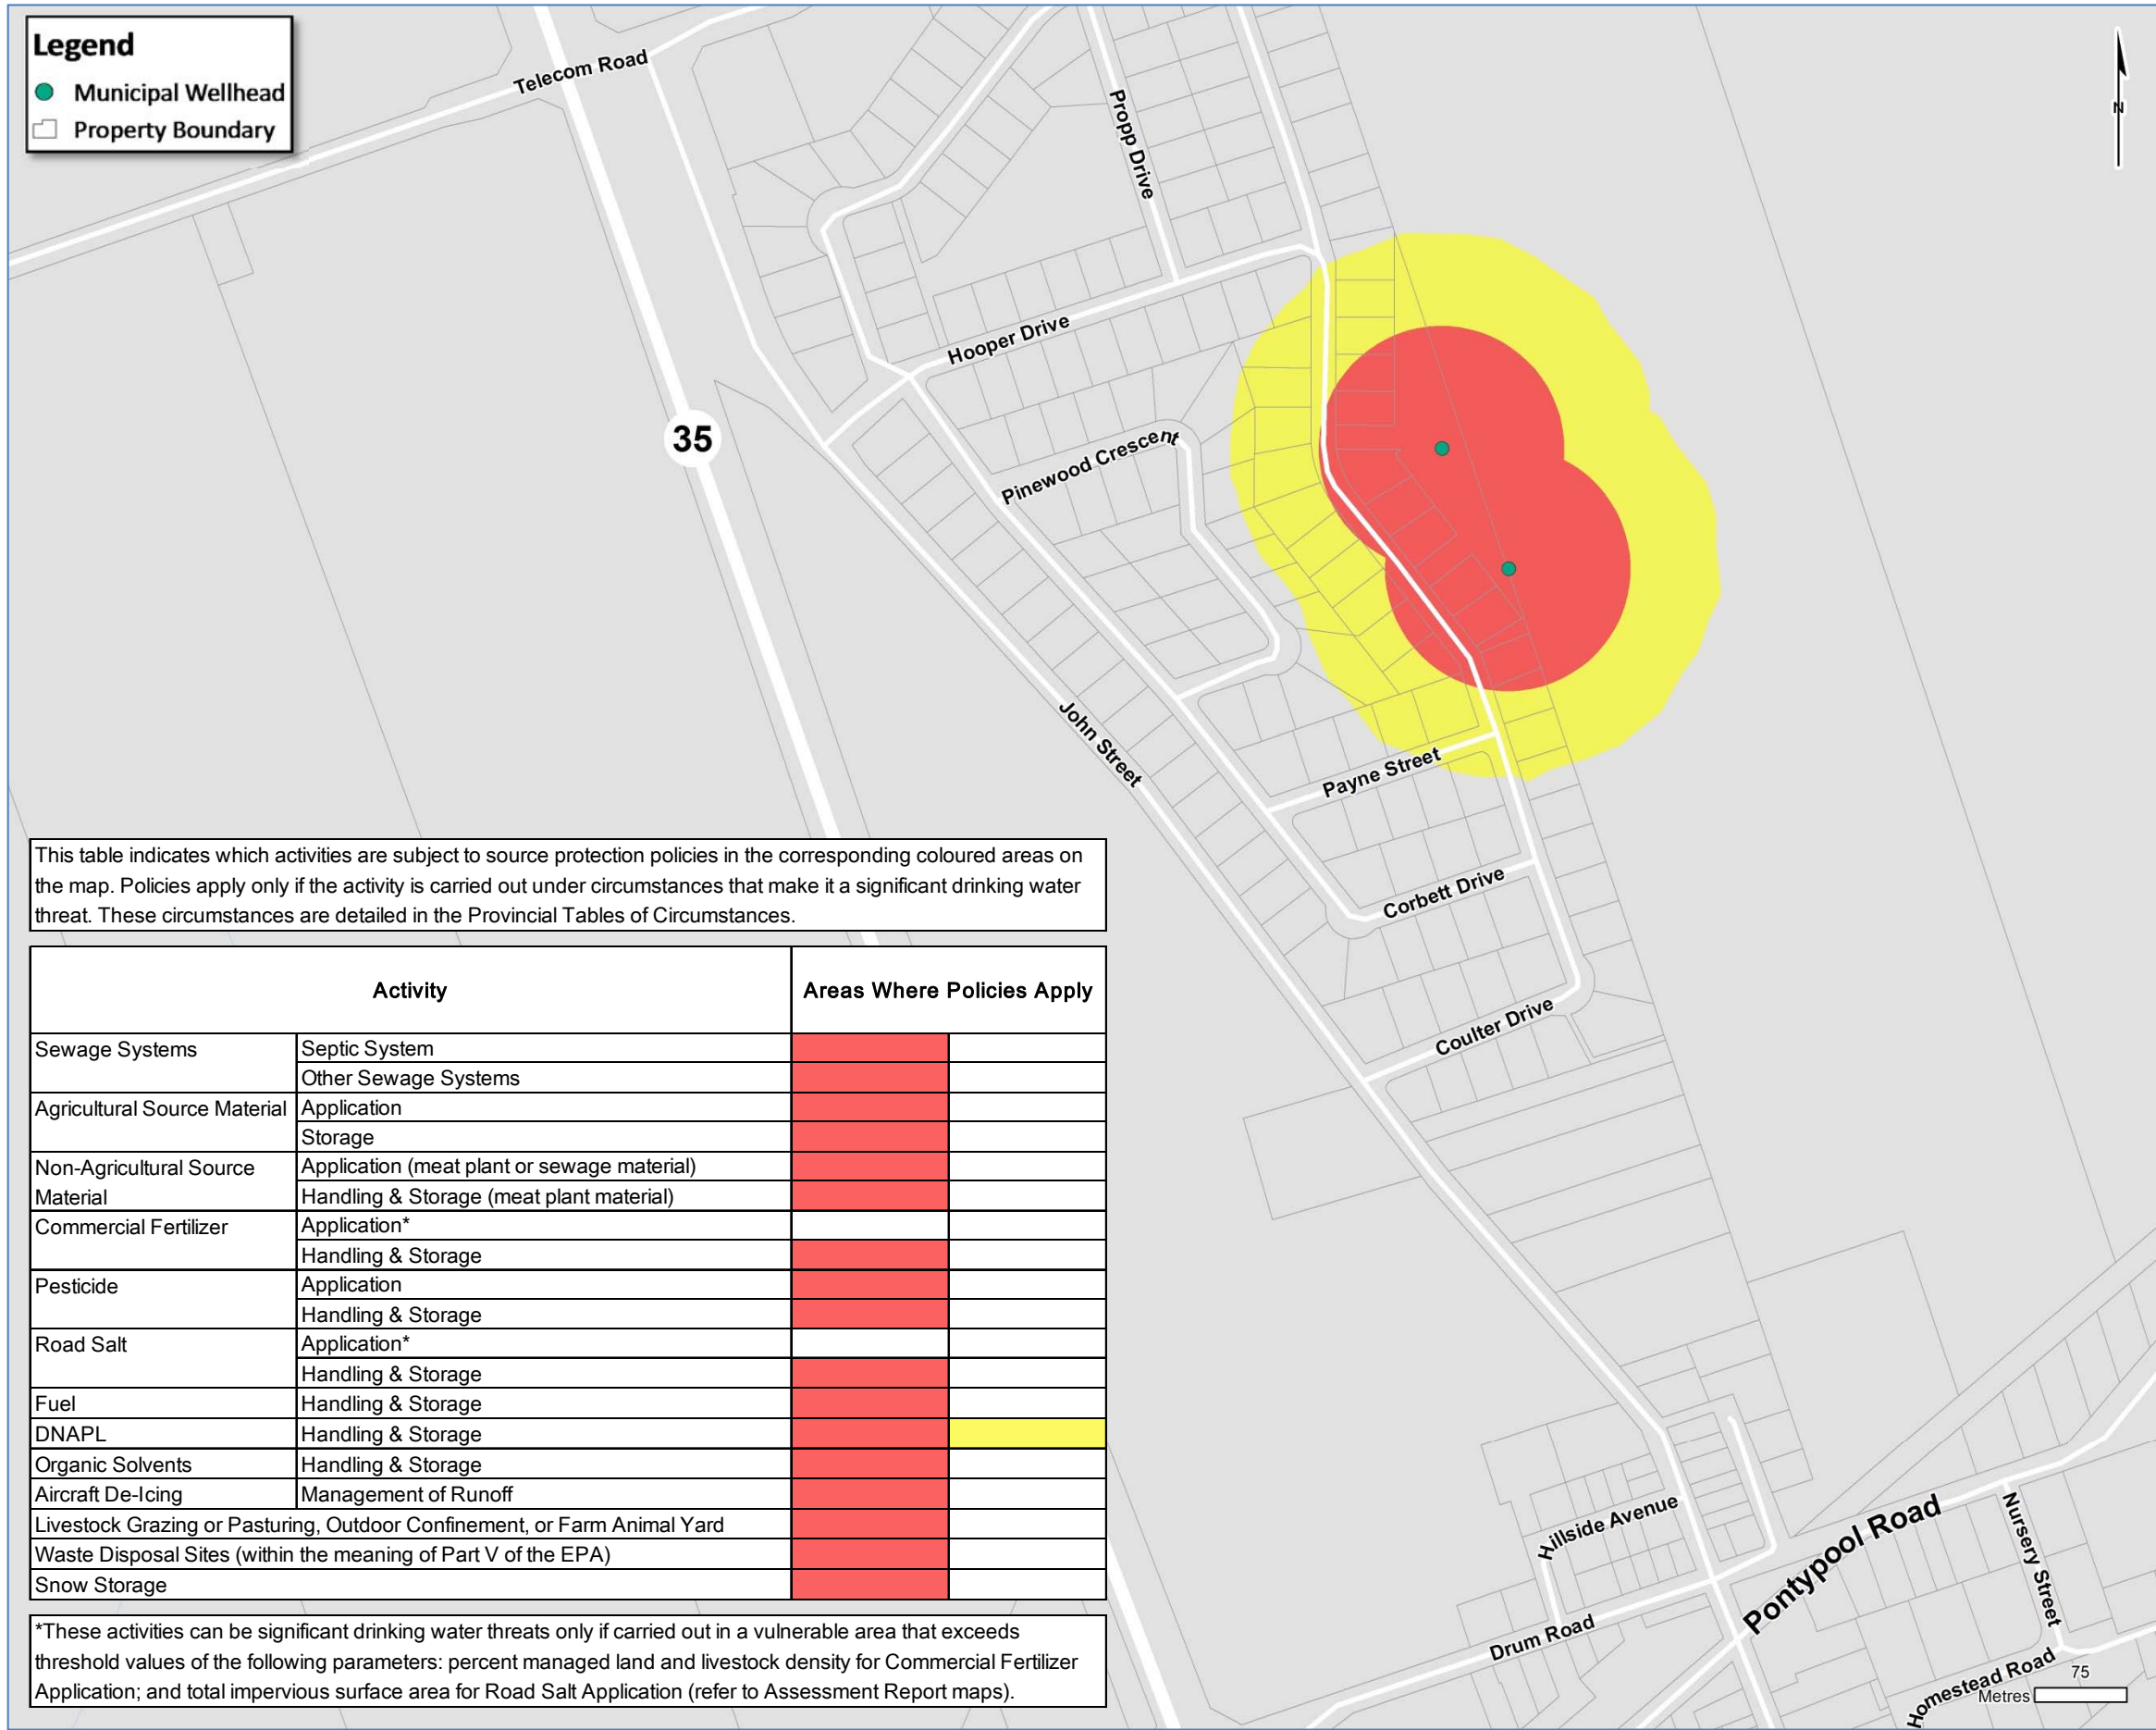 Legend
Municipal Wellhead
Property Boundary
N
Telecom Road
Propp Drive
Hooper Drive
35
Pinewood Crescent
John Street
Payne Street
Corbett Drive
Coulter Drive
Hillside Avenue
Pontypool Road
Nursery Street
Drum Road
Homestead Road
75
Metres
This table indicates which activities are subject to source protection policies in the corresponding coloured areas on
the map. Policies apply only if the activity is carried out under circumstances that make it a significant drinking water
threat. These circumstances are detailed in the Provincial Tables of Circumstances.
Activity Areas Where Policies Apply
Sewage Systems Septic System
Other Sewage Systems
Agricultural Source Material Application
Storage
Non-Agricultural Source Application (meat plant or sewage material)
Material Handling & Storage (meat plant material)
Commercial Fertilizer Application*
Handling & Storage
Pesticide Application
Handling & Storage
Road Salt Application*
Handling & Storage
Fuel Handling & Storage
DNAPL Handling & Storage
Organic Solvents Handling & Storage
Aircraft De-Icing Management of Runoff
Livestock Grazing or Pasturing, Outdoor Confinement, or Farm Animal Yard
Waste Disposal Sites (within the meaning of Part V of the EPA)
Snow Storage
*These activities can be significant drinking water threats only if carried out in a vulnerable area that exceeds
threshold values of the following parameters: percent managed land and livestock density for Commercial Fertilizer
Application; and total impervious surface area for Road Salt Application (refer to Assessment Report maps).